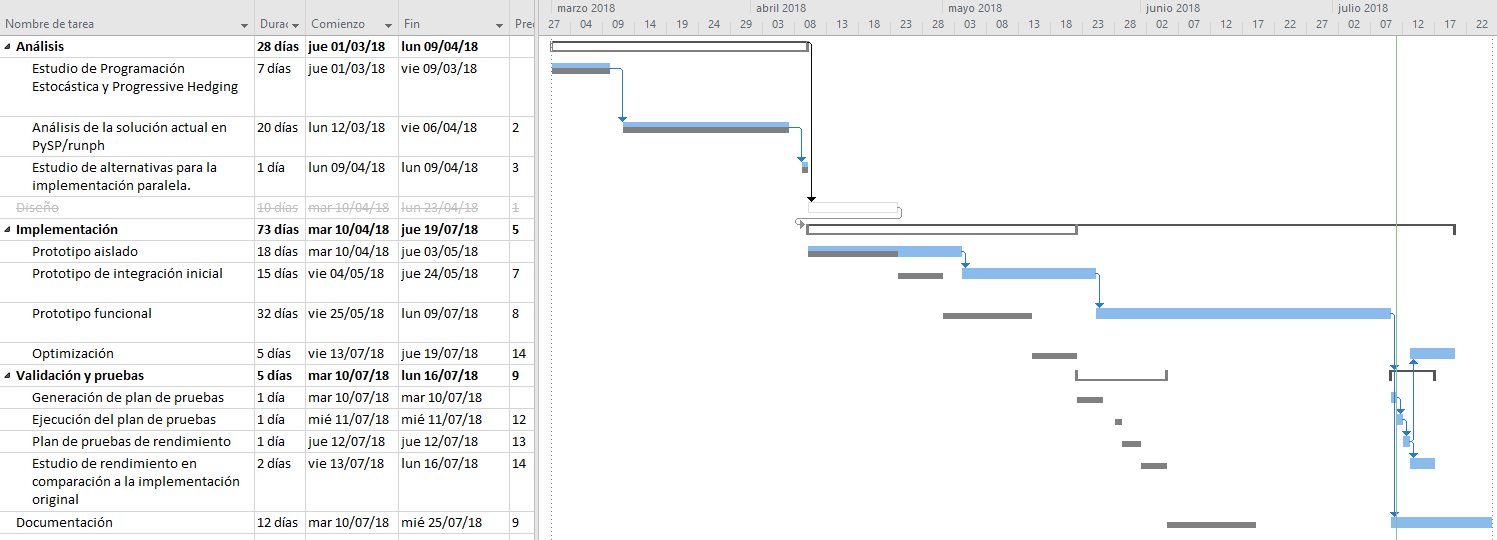 marzo 2018 abril 2018 mayo 2018 junio 2018 julio 2018
Nombre de tarea Durac Comienzo Fin Pred 27 04 09 14 19 24 29 03 08 13 18 23 28 03 08 13 18 23 28 02 07 12 17 22 27 02 07 12 17 22
Análisis 28 días jue 01/03/18 lun 09/04/18
Estudio de Programación 7 días jue 01/03/18 vie 09/03/18
Estocástica y Progressive Hedging
Análisis de la solución actual en 20 días lun 12/03/18 vie 06/04/18 2
PySP/runph
Estudio de alternativas para la 1 día lun 09/04/18 lun 09/04/18 3
implementación paralela.
Diseño 10 días mar 10/04/18 lun 23/04/18 1
Implementación 73 días mar 10/04/18 jue 19/07/18 5
Prototipo aislado 18 días mar 10/04/18 jue 03/05/18
Prototipo de integración inicial 15 días vie 04/05/18 jue 24/05/18 7
Prototipo funcional 32 días vie 25/05/18 lun 09/07/18 8
Optimización 5 días vie 13/07/18 jue 19/07/18 14
Validación y pruebas 5 días mar 10/07/18 lun 16/07/18 9
Generación de plan de pruebas 1 día mar 10/07/18 mar 10/07/18
Ejecución del plan de pruebas 1 día mié 11/07/18 mié 11/07/18 12
Plan de pruebas de rendimiento 1 día jue 12/07/18 jue 12/07/18 13
Estudio de rendimiento en 2 días vie 13/07/18 lun 16/07/18 14
comparación a la implementación
original
Documentación 12 días mar 10/07/18 mié 25/07/18 9